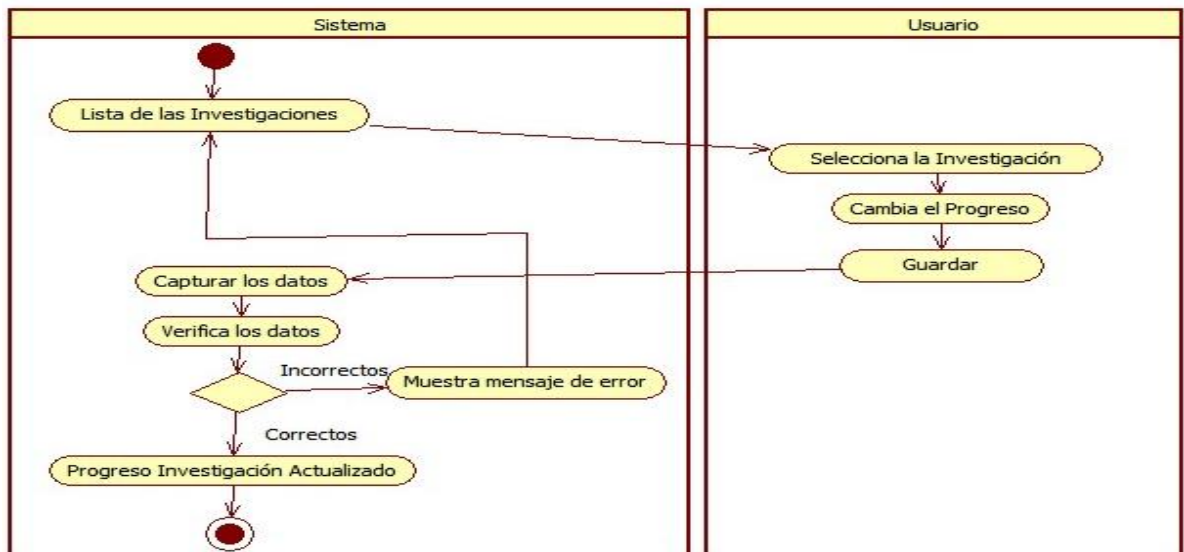 Sistema
Usuario
Lista de las Investigaciones
Selecciona la Investigación
Cambia el Progreso
Guardar
Capturar los datos
Verifica los datos
Incorrectos
Muestra mensaje de error
Correctos
Progreso Investigación Actualizado